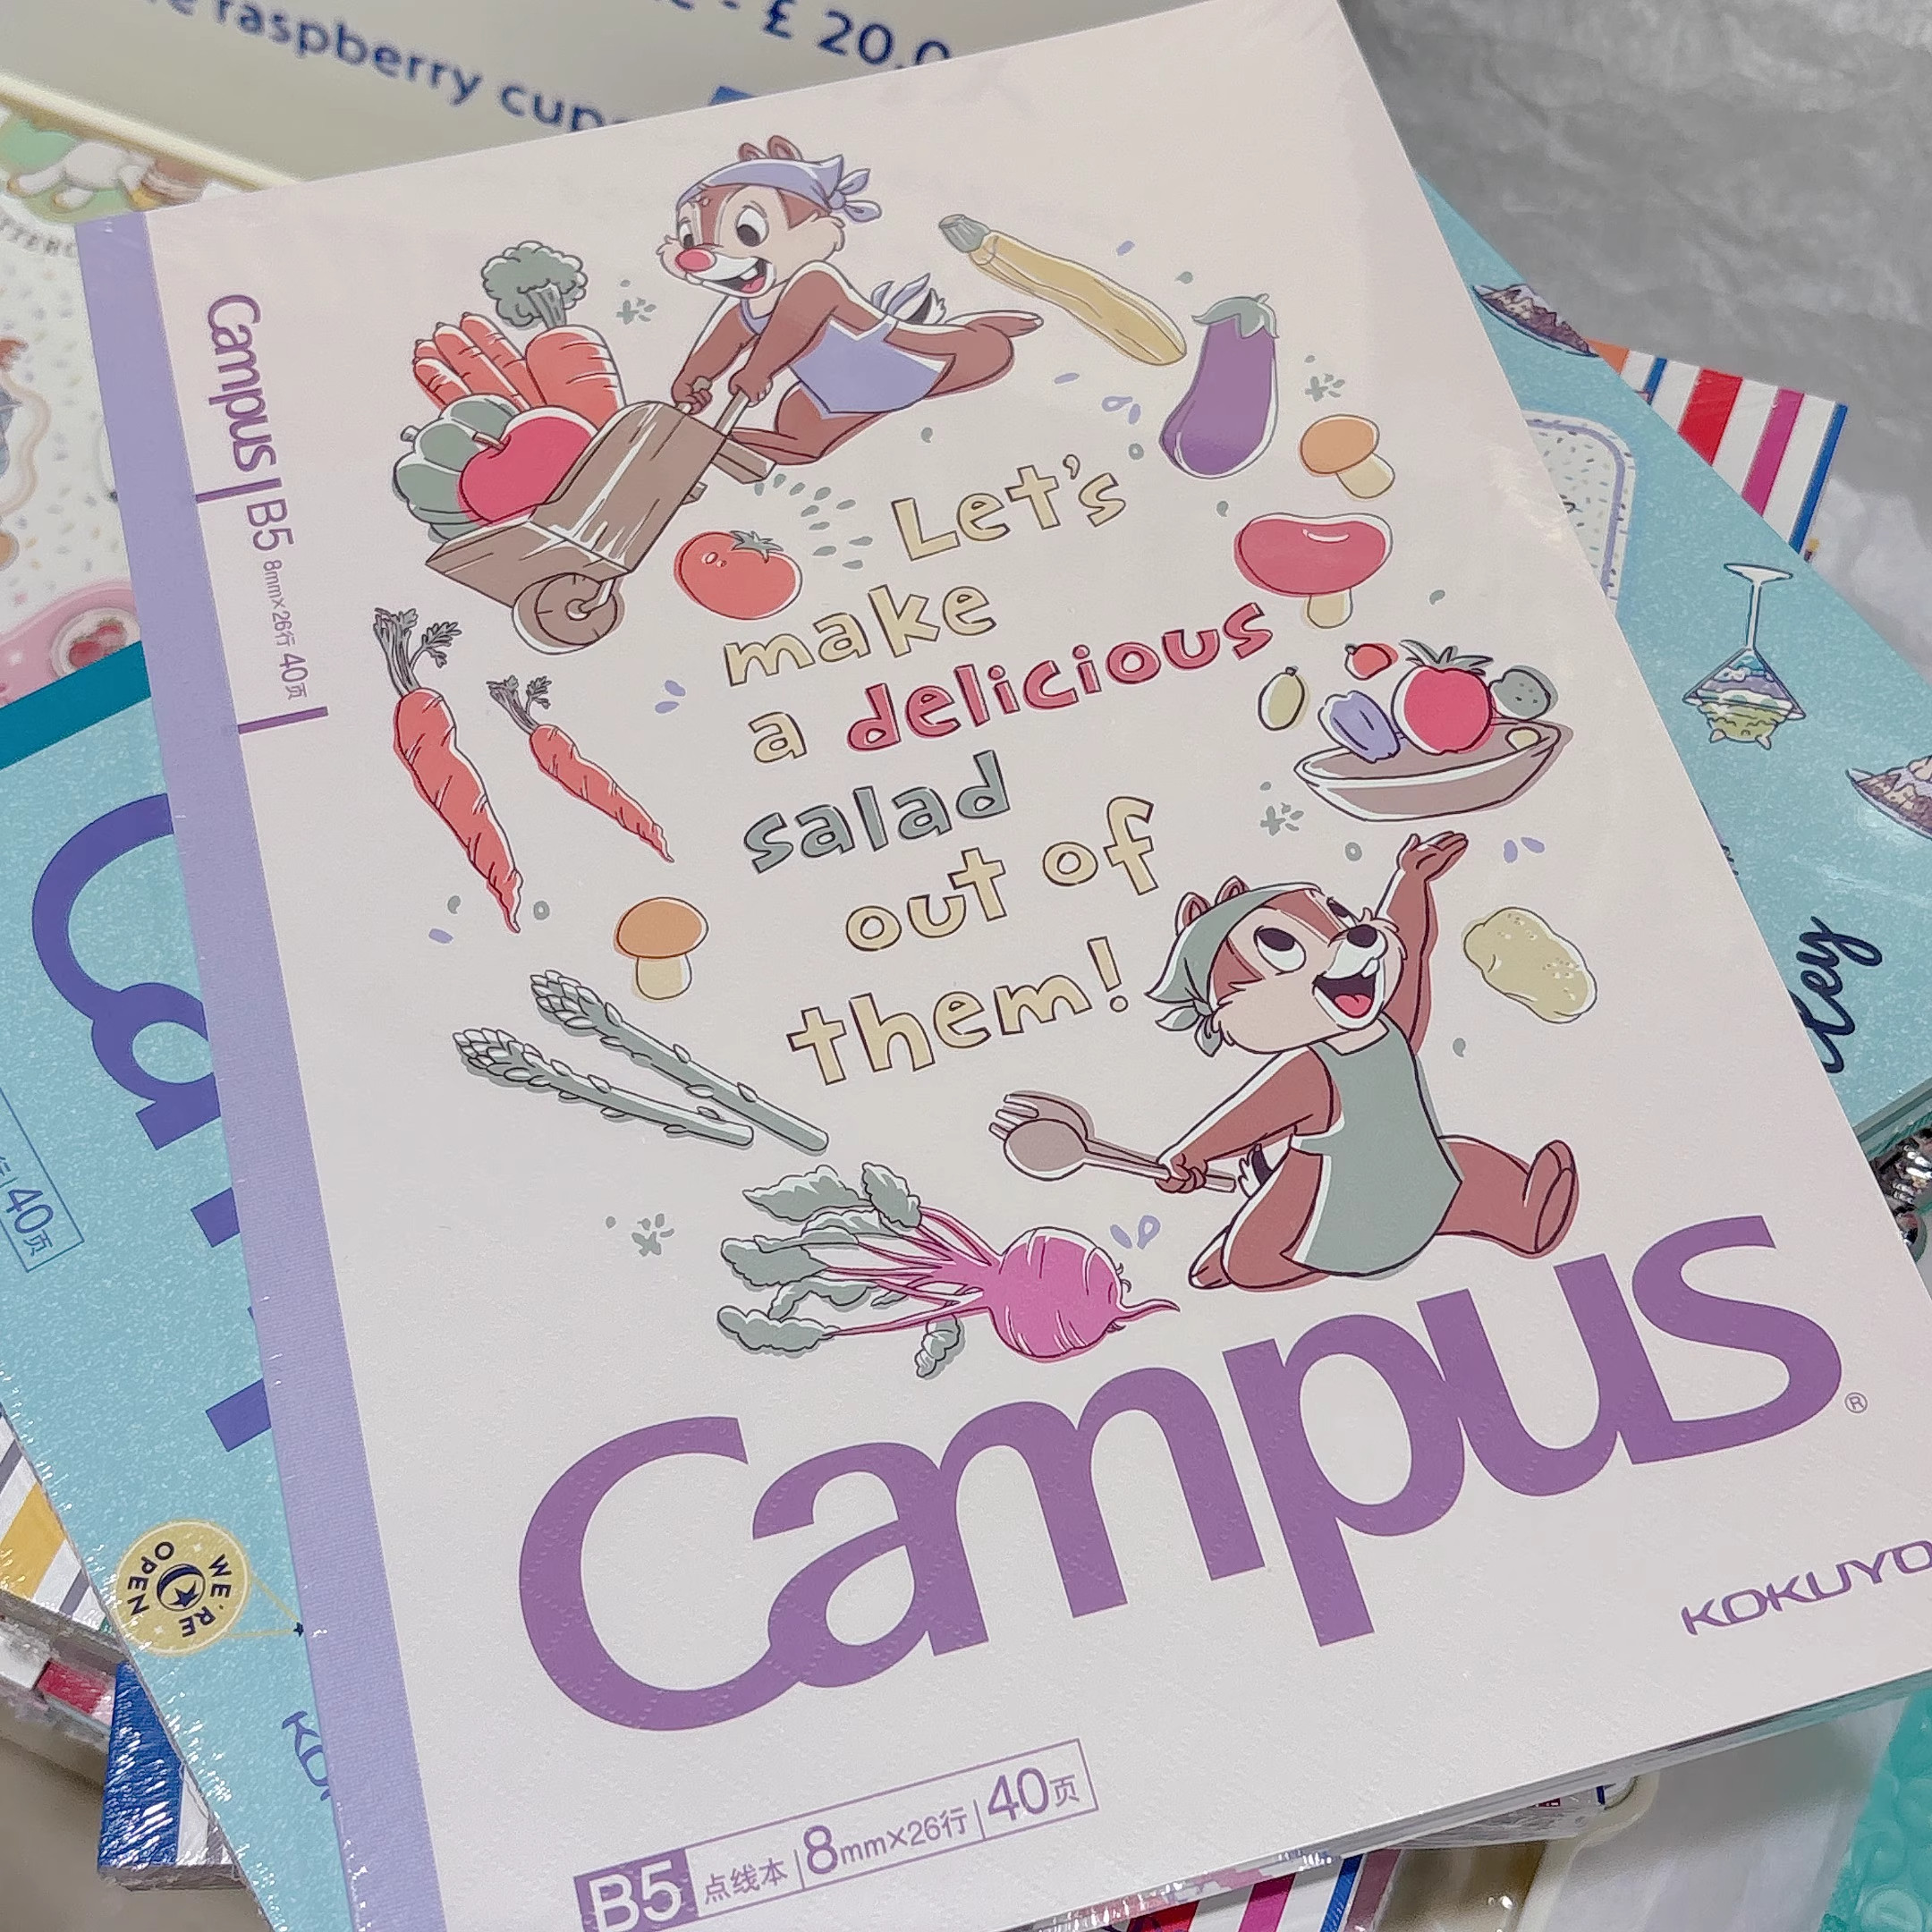 £ 20.0
raspberry
Campus B5 8mm×26行 40页
Let's
make
a delicious
salad
out of
them!
Campus®
KOKUYO
B5 点线本 8mm×26行 40页
40页
WE'RE
OPEN